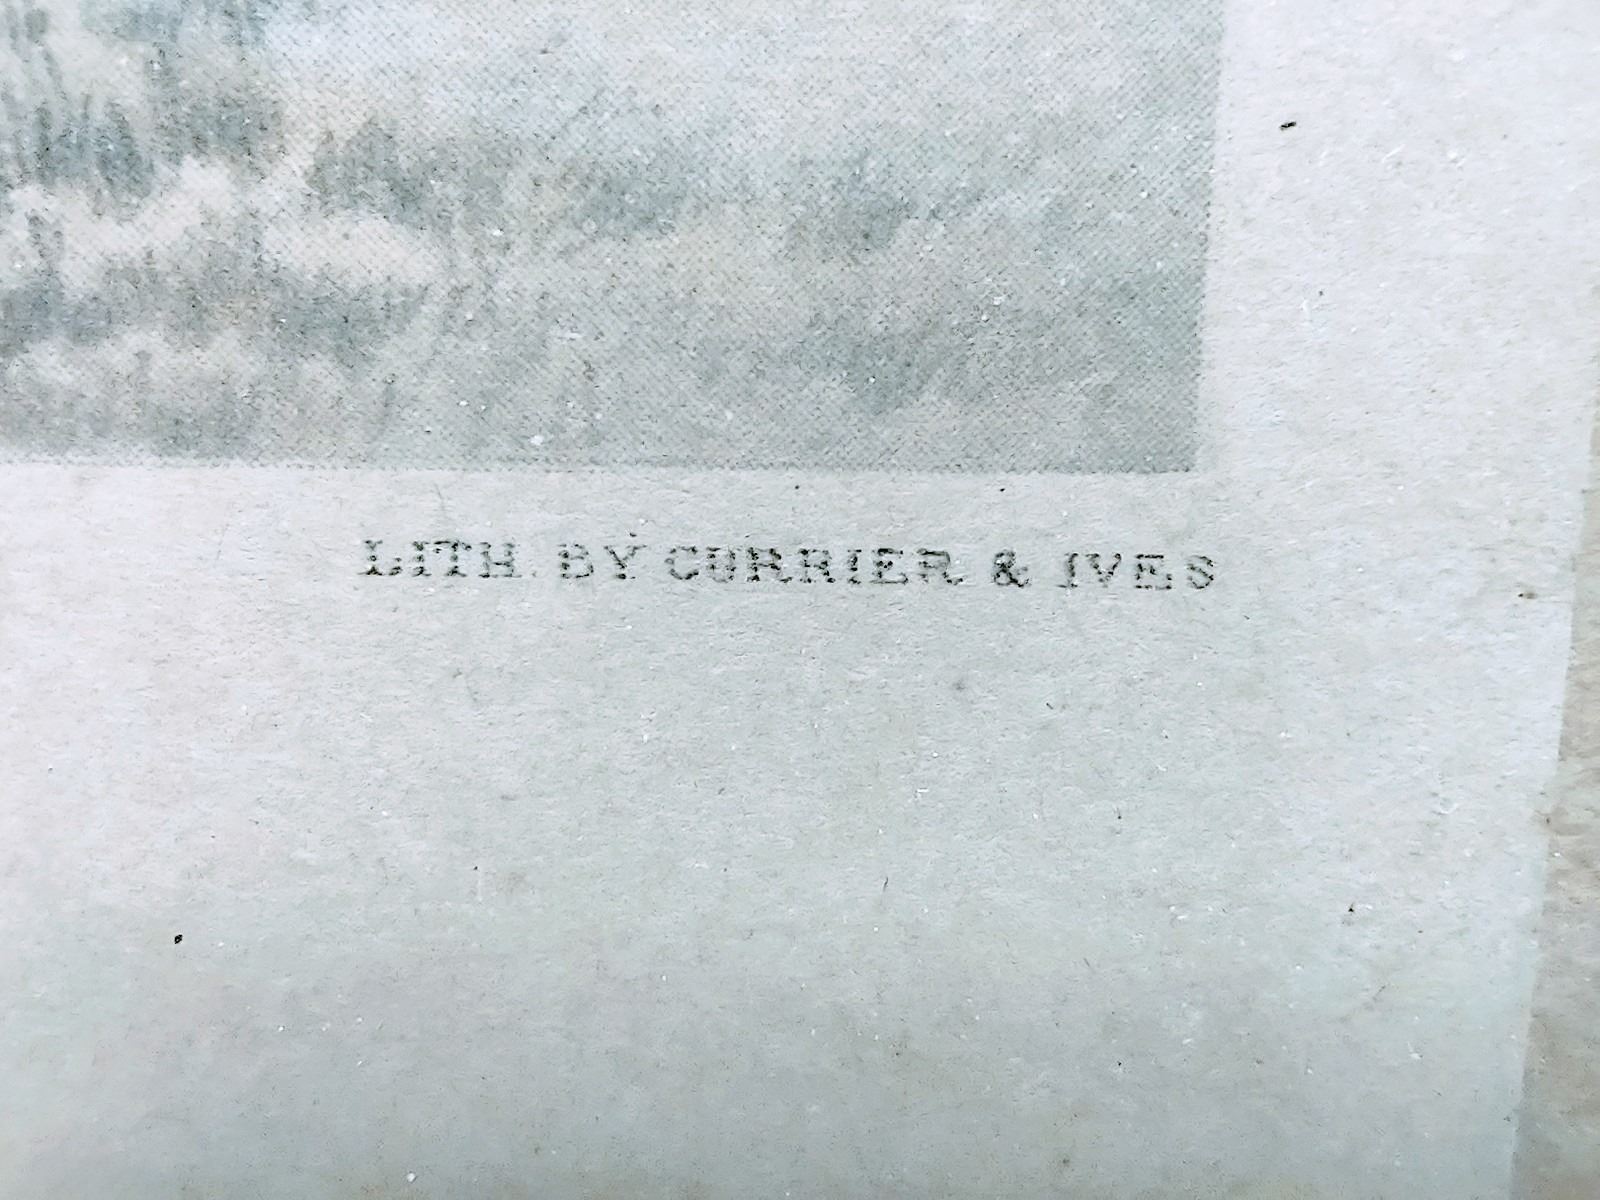 LITH. BY CURRIER & IVES